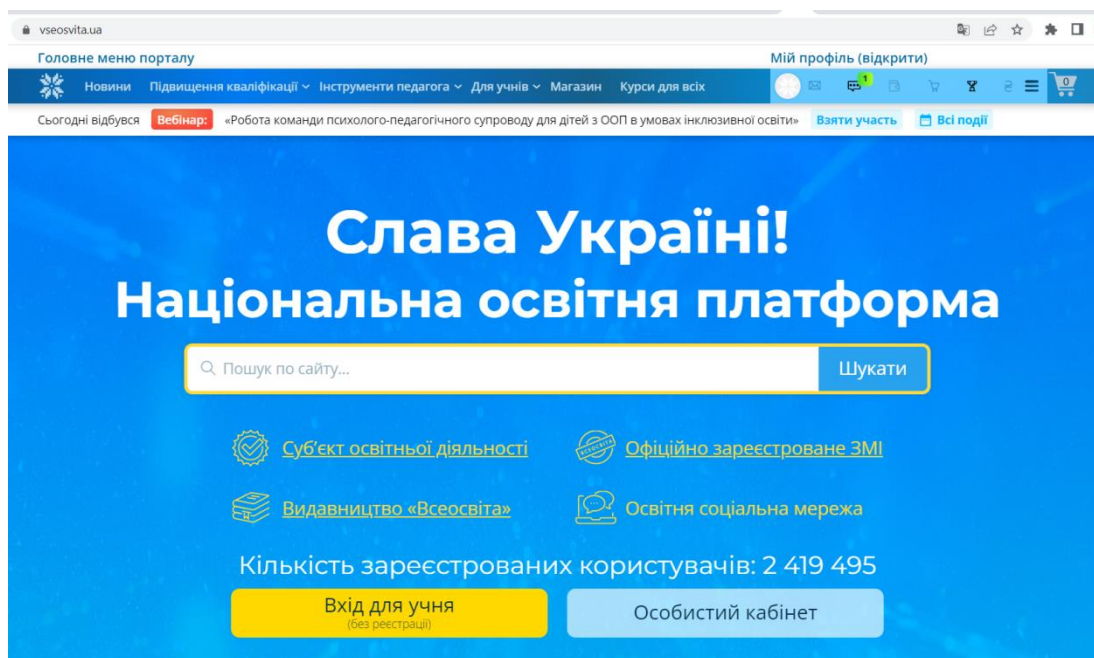 vseosvita.ua
Головне меню порталу
Мій профіль (відкрити)
Новини Підвищення кваліфікації Інструменти педагога Для учнів Магазин Курси для всіх 1 ₴ 0
Сьогодні відбувся Вебінар: «Робота команди психолого-педагогічного супроводу для дітей з ООП в умовах інклюзивної освіти» Взяти участь Всі події
Слава Україні!
Національна освітня платформа
Пошук по сайту... Шукати
Суб'єкт освітньої діяльності
Офіційно зареєстроване ЗМІ
Видавництво «Всеосвіта»
Освітня соціальна мережа
Кількість зареєстрованих користувачів: 2 419 495
Вхід для учня
(без реєстрації)
Особистий кабінет